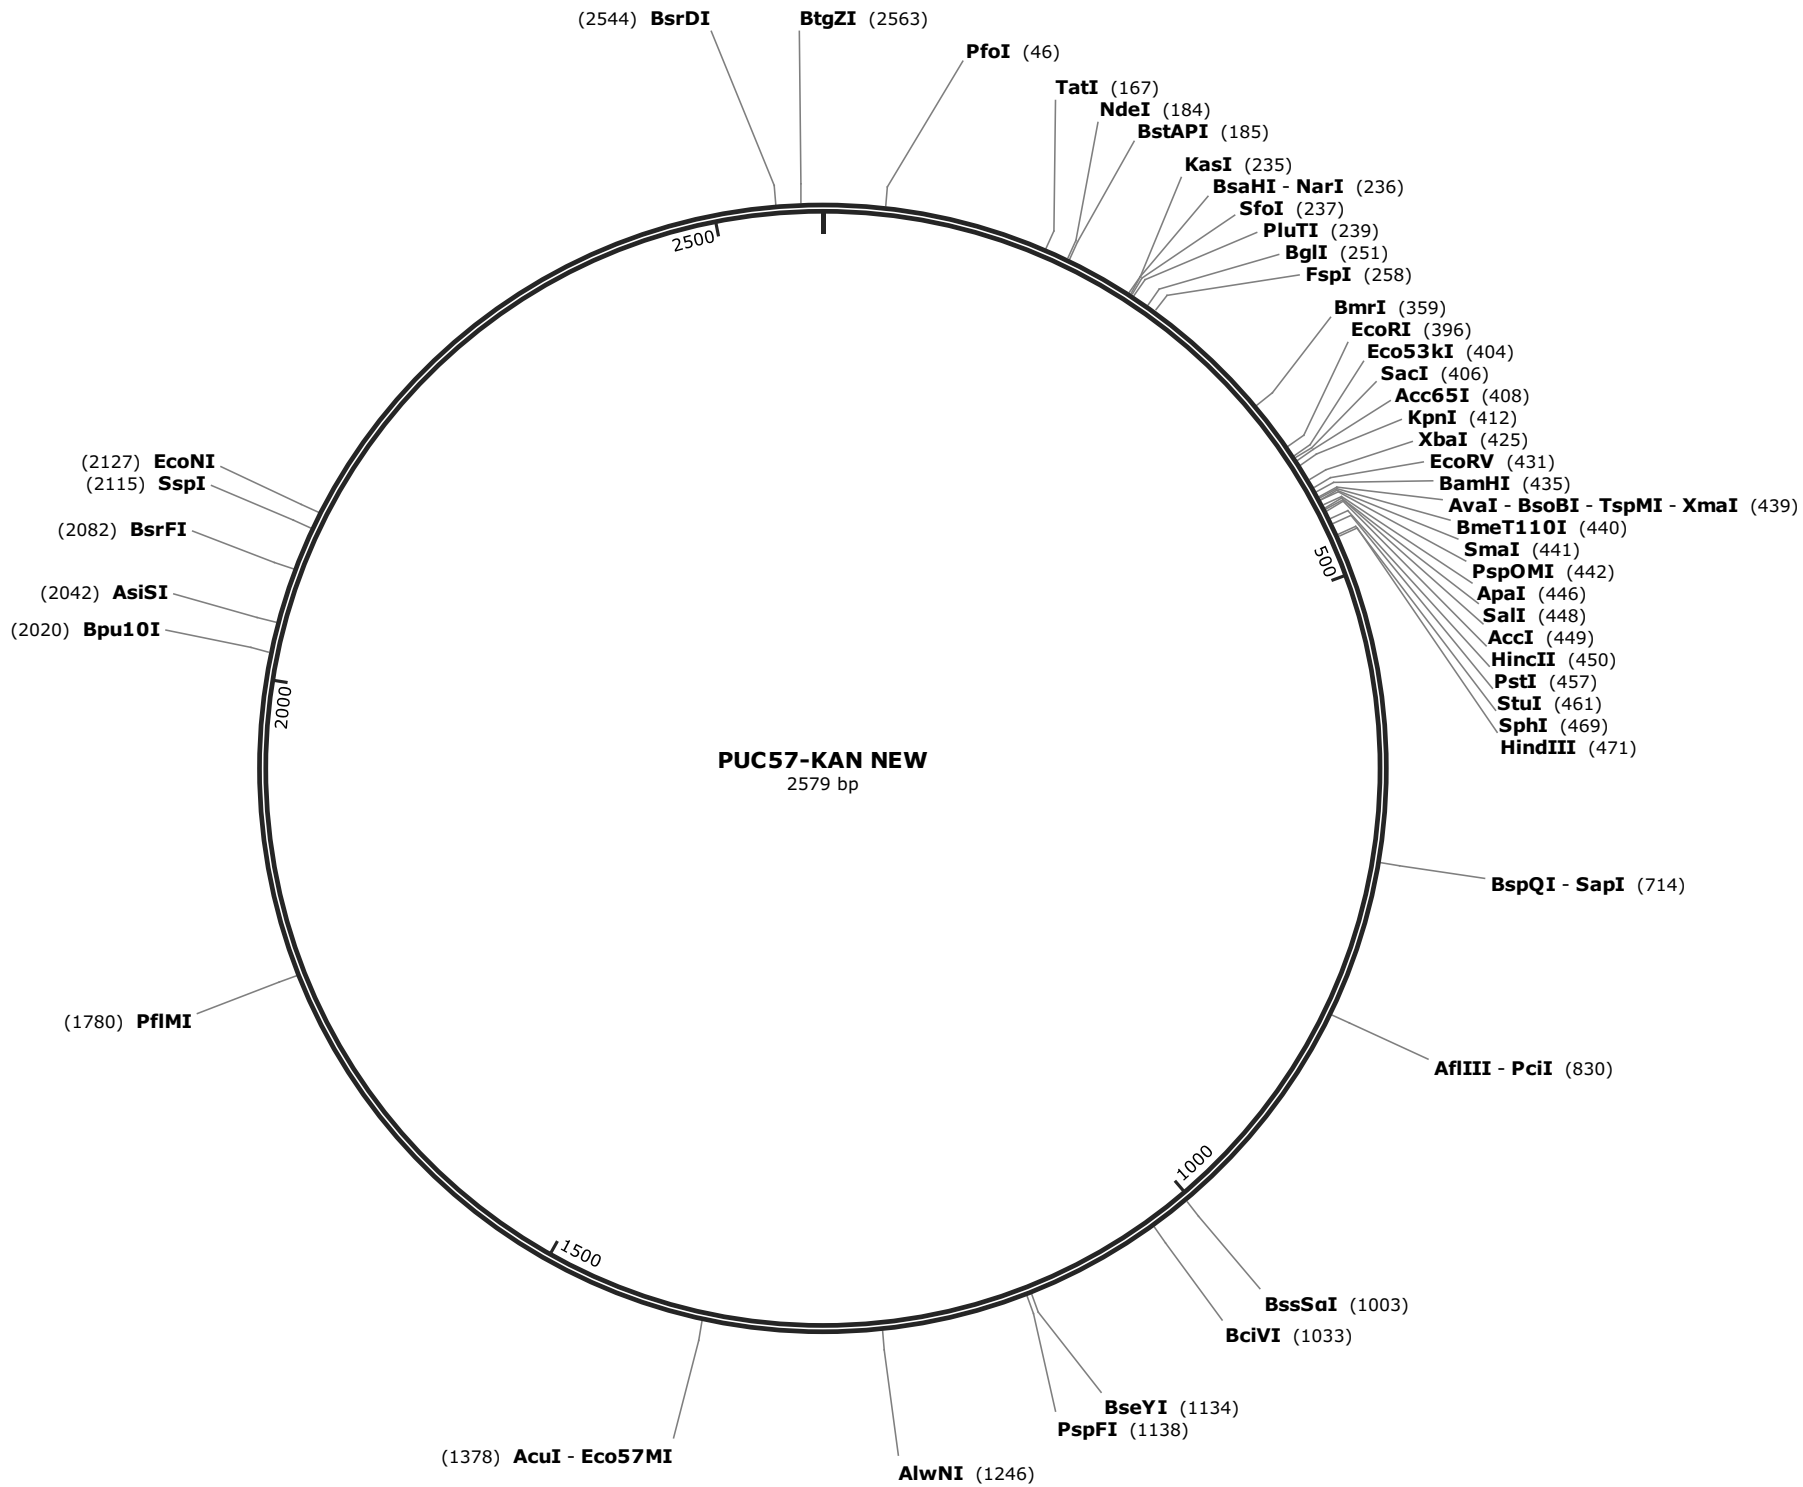 (2544) BsrDI
BtgZI (2563)
PfoI (46)
TatI (167)
NdeI (184)
BstAPI (185)
KasI (235)
BsaHI - NarI (236)
SfoI (237)
PluTI (239)
BglI (251)
FspI (258)
BmrI (359)
EcoRI (396)
Eco53kI (404)
SacI (406)
Acc65I (408)
KpnI (412)
XbaI (425)
EcoRV (431)
BamHI (435)
AvaI - BsoBI - TspMI - XmaI (439)
BmeT110I (440)
SmaI (441)
PspOMI (442)
ApaI (446)
SalI (448)
AccI (449)
HincII (450)
PstI (457)
StuI (461)
SphI (469)
HindIII (471)
BspQI - SapI (714)
AflIII - PciI (830)
BssSαI (1003)
BciVI (1033)
BseYI (1134)
PspFI (1138)
AlwNI (1246)
(1378) AcuI - Eco57MI
(1780) PflMI
(2020) Bpu10I
(2042) AsiSI
(2082) BsrFI
(2115) SspI
(2127) EcoNI
500
1000
1500
2000
2500
PUC57-KAN NEW
2579 bp